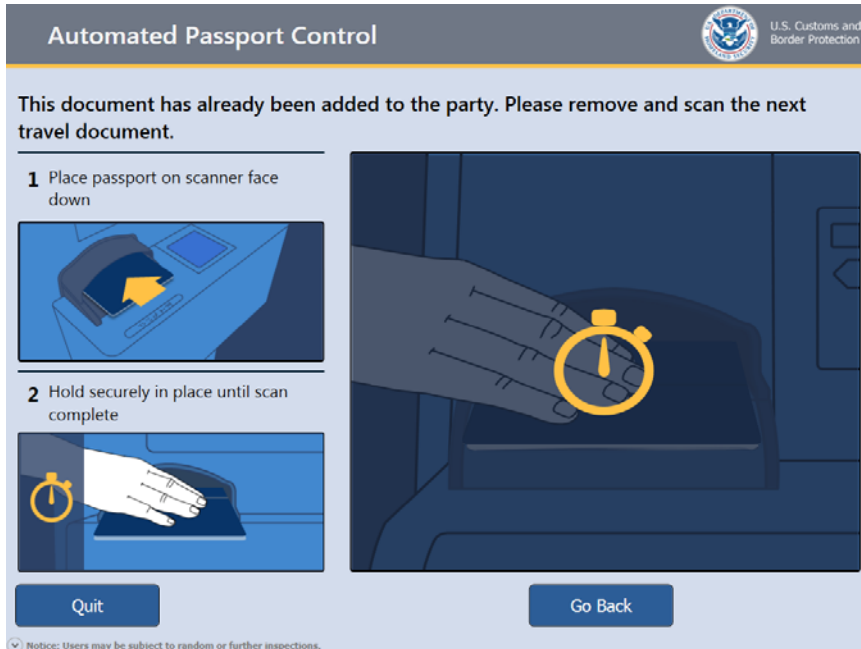 Automated Passport Control
U.S. Customs and
Border Protection
This document has already been added to the party. Please remove and scan the next
travel document.
1 Place passport on scanner face
down
2 Hold securely in place until scan
complete
Quit
Go Back
Notice: Users may be subject to random or further inspections.